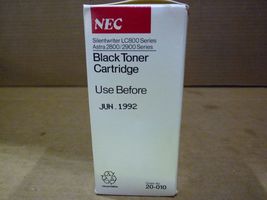 NEC
Silentwriter LC800 Series
Astra 2800/2900 Series
Black Toner
Cartridge
Use Before
JUN. 1992
20-010